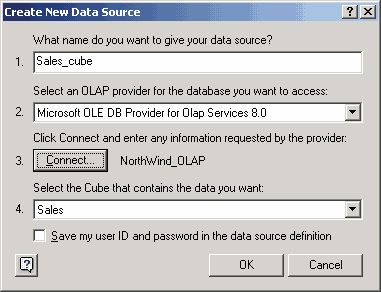 Create New Data Source
What name do you want to give your data source?
1. Sales_cube
Select an OLAP provider for the database you want to access:
2. Microsoft OLE DB Provider for Olap Services 8.0
Click Connect and enter any information requested by the provider:
3. Connect... NorthWind_OLAP
Select the Cube that contains the data you want:
4. Sales
Save my user ID and password in the data source definition
OK Cancel